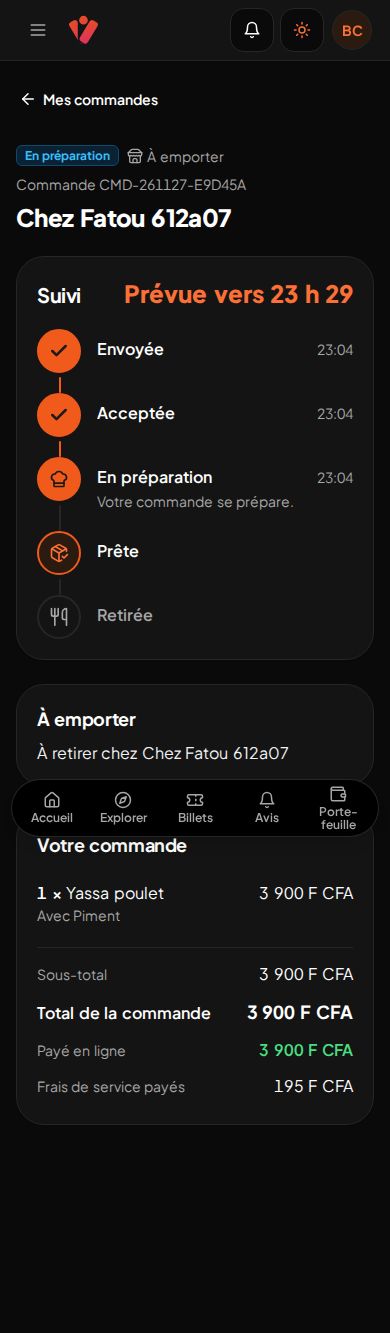 BC
Mes commandes
En préparation À emporter
Commande CMD-261127-E9D45A
Chez Fatou 612a07
Suivi Prévue vers 23 h 29
Envoyée 23:04
Acceptée 23:04
En préparation 23:04
Votre commande se prépare.
Prête
Retirée
À emporter
À retirer chez Chez Fatou 612a07
Accueil Explorer Billets Avis Porte-
feuille
Votre commande
1 × Yassa poulet 3 900 F CFA
Avec Piment
Sous-total 3 900 F CFA
Total de la commande 3 900 F CFA
Payé en ligne 3 900 F CFA
Frais de service payés 195 F CFA